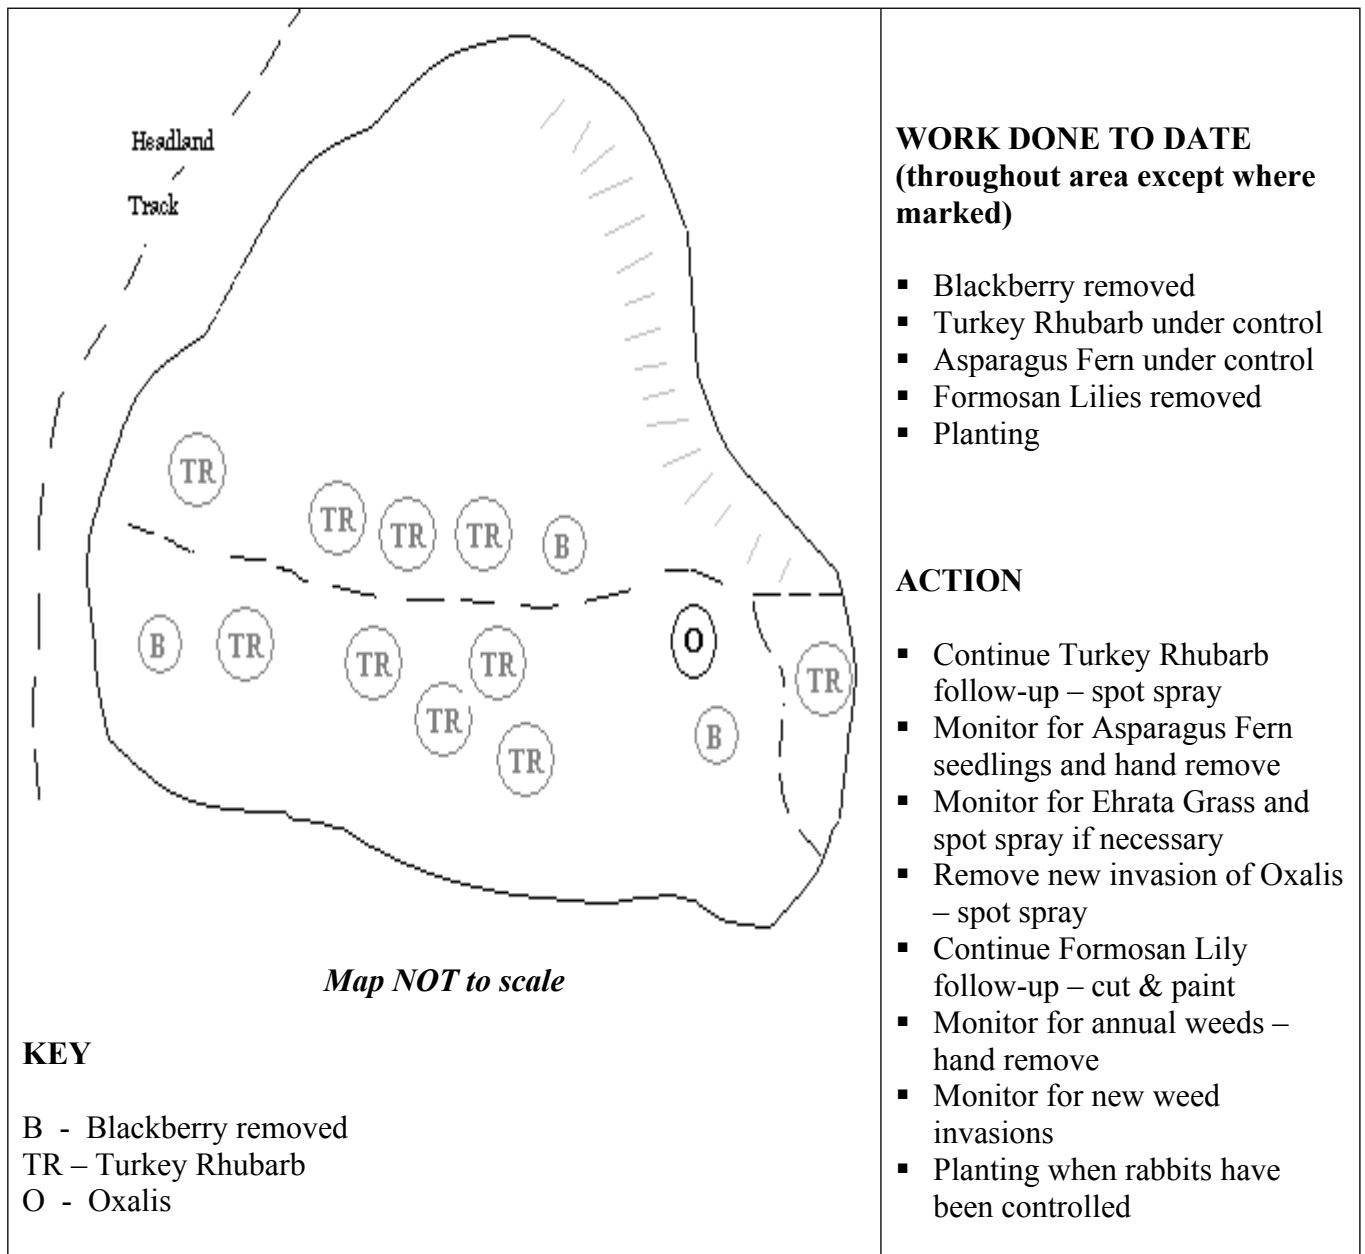 Headland
Track
TR
TR
TR
TR
B
B
TR
TR
TR
TR
TR
O
B
TR
Map NOT to scale
KEY
B - Blackberry removed
TR – Turkey Rhubarb
O - Oxalis
WORK DONE TO DATE
(throughout area except where
marked)
▪ Blackberry removed
▪ Turkey Rhubarb under control
▪ Asparagus Fern under control
▪ Formosan Lilies removed
▪ Planting
ACTION
▪ Continue Turkey Rhubarb
follow-up – spot spray
▪ Monitor for Asparagus Fern
seedlings and hand remove
▪ Monitor for Ehrata Grass and
spot spray if necessary
▪ Remove new invasion of Oxalis
– spot spray
▪ Continue Formosan Lily
follow-up – cut & paint
▪ Monitor for annual weeds –
hand remove
▪ Monitor for new weed
invasions
▪ Planting when rabbits have
been controlled